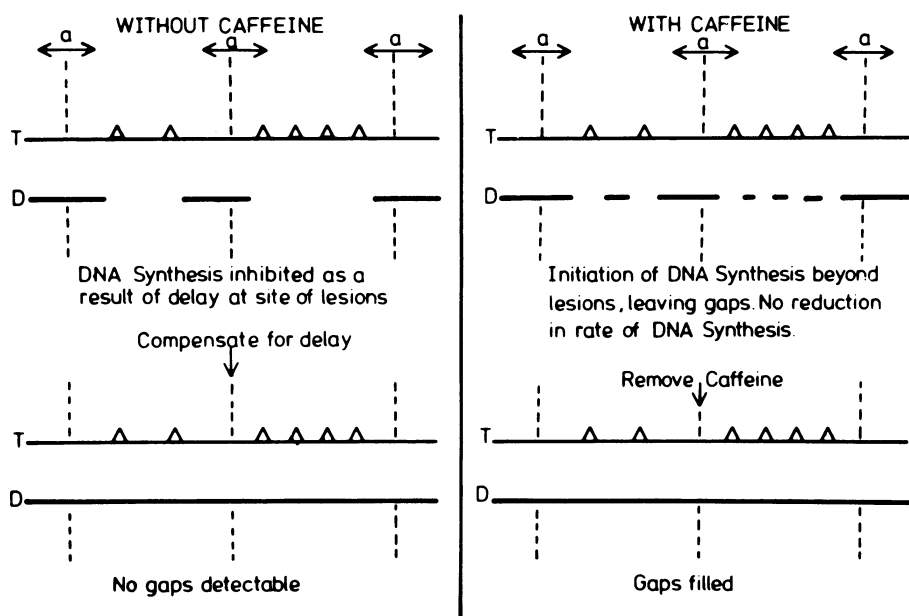 WITHOUT CAFFEINE
a a a
T
D
DNA Synthesis inhibited as a
result of delay at site of lesions
Compensate for delay
T
D
No gaps detectable
WITH CAFFEINE
a a a
T
D
Initiation of DNA Synthesis beyond
lesions, leaving gaps. No reduction
in rate of DNA Synthesis.
Remove Caffeine
T
D
Gaps filled